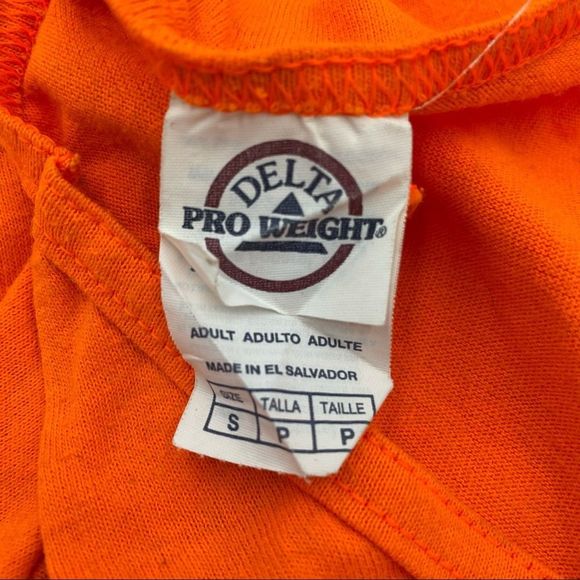 DELTA
PRO WEIGHT®
ADULT ADULTO ADULTE
MADE IN EL SALVADOR
SIZE TALLA TAILLE
S P P